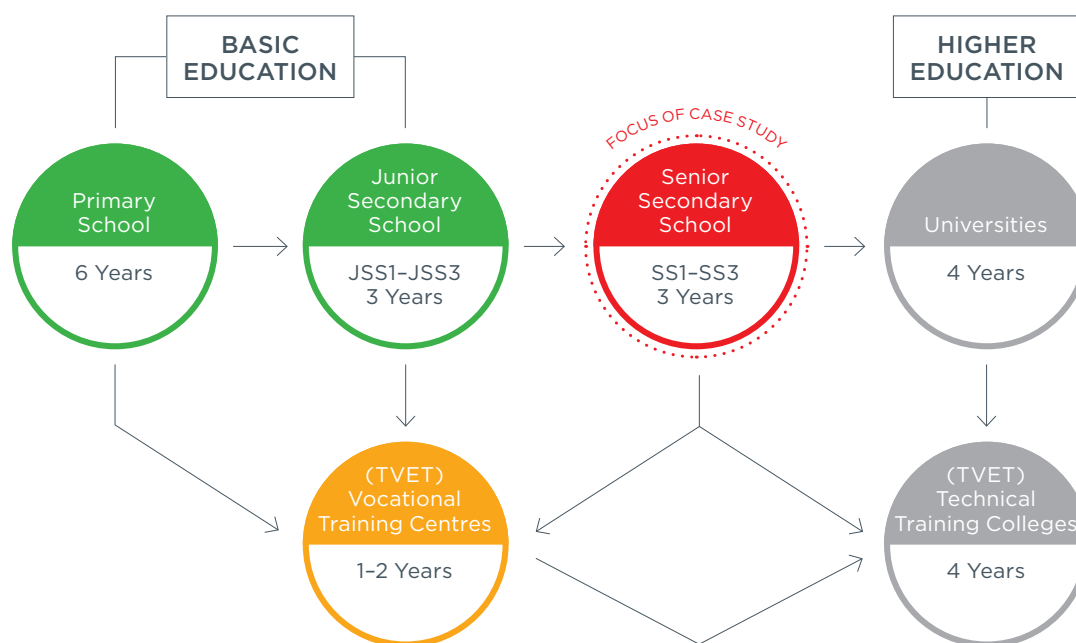 BASIC
EDUCATION
HIGHER
EDUCATION
FOCUS OF CASE STUDY
Primary
School
6 Years
Junior
Secondary
School
JSS1–JSS3
3 Years
Senior
Secondary
School
SS1–SS3
3 Years
Universities
4 Years
(TVET)
Vocational
Training Centres
1–2 Years
(TVET)
Technical
Training Colleges
4 Years